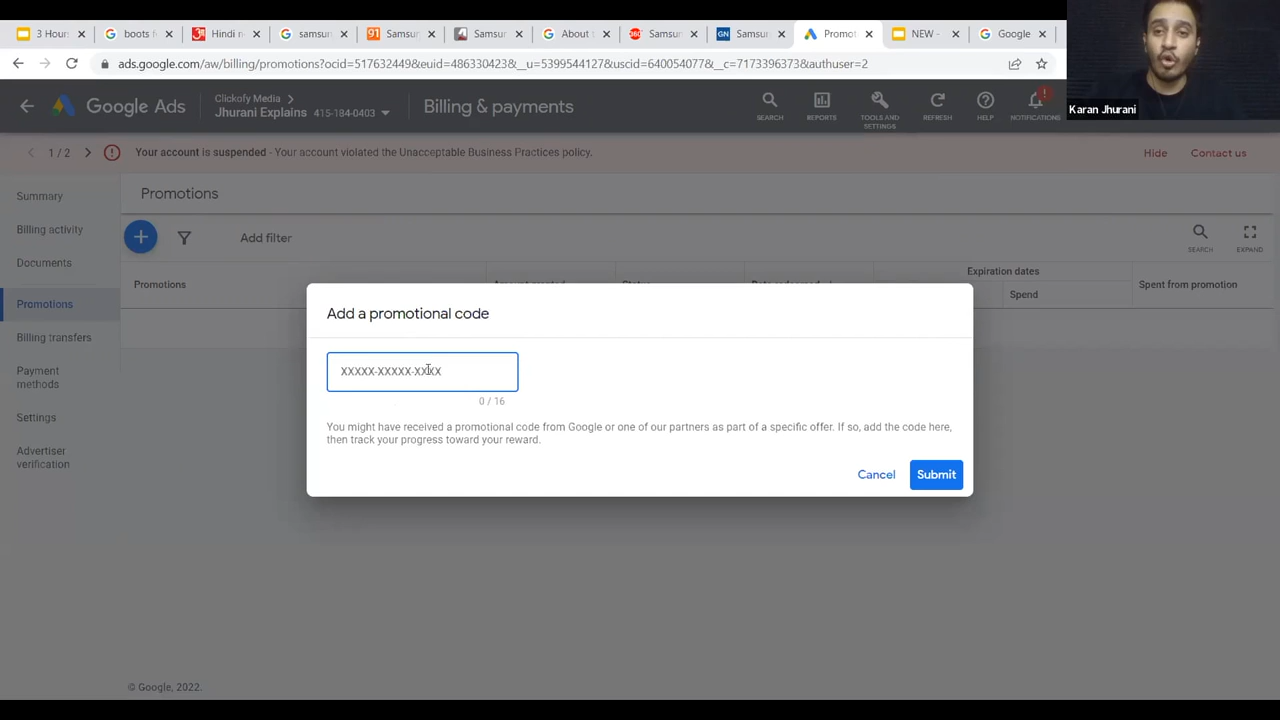 3 Hour
boots f
Hindi n
samsun
Samsu
Samsur
About t
Samsu
Samsu
Promot
NEW -
Google
ads.google.com/aw/billing/promotions?ocid=517632449&euid=486330423&__u=5399544127&uscid=640054077&__c=7173396373&authuser=2
Karan Jhurani
Google Ads
Clickofy Media
Jhurani Explains 415-184-0403
Billing & payments
SEARCH
REPORTS
TOOLS AND SETTINGS
REFRESH
HELP
NOTIFICATIONS
1 / 2
Your account is suspended - Your account violated the Unacceptable Business Practices policy.
Hide
Contact us
Summary
Billing activity
Documents
Promotions
Billing transfers
Payment
methods
Settings
Advertiser
verification
Promotions
Add filter
SEARCH
EXPAND
Promotions
Expiration dates
Spend
Spent from promotion
Add a promotional code
XXXXX-XXXXX-XXXX
0 / 16
You might have received a promotional code from Google or one of our partners as part of a specific offer. If so, add the code here,
then track your progress toward your reward.
Cancel
Submit
© Google, 2022.